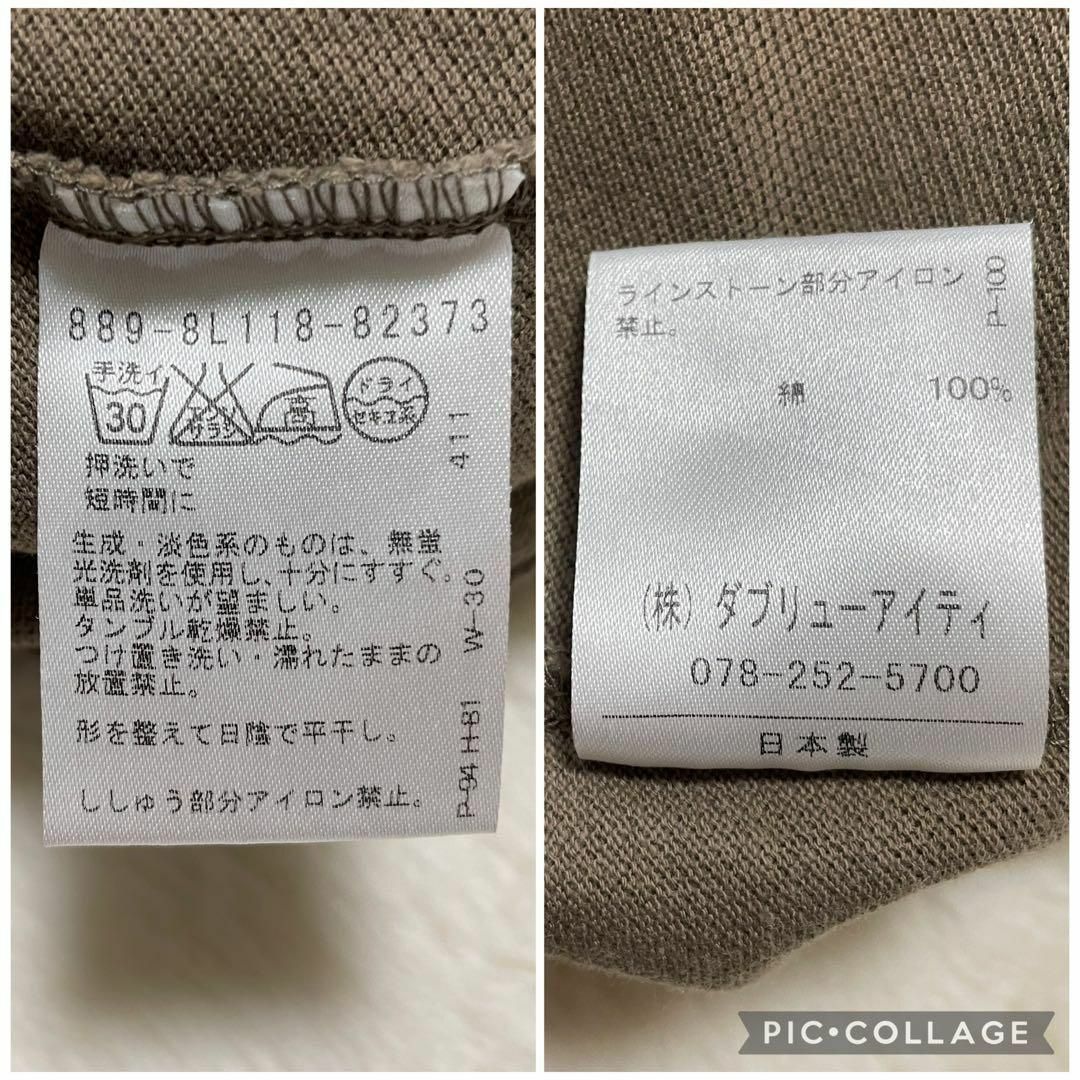 889-8L118-82373
手洗イ
30
エンソサラシ
高
ドライ
セキユ系
押洗いで
短時間に
生成・淡色系のものは、無蛍
光洗剤を使用し、十分にすすぐ。
単品洗いが望ましい。
タンブル乾燥禁止。
つけ置き洗い・濡れたままの
放置禁止。
形を整えて日陰で平干し。
ししゅう部分アイロン禁止。
P-94 H-81 W-30 411
ラインストーン部分アイロン
禁止。
P-180
綿 100%
(株)ダブリューアイティ
078-252-5700
日本製
PIC•COLLAGE